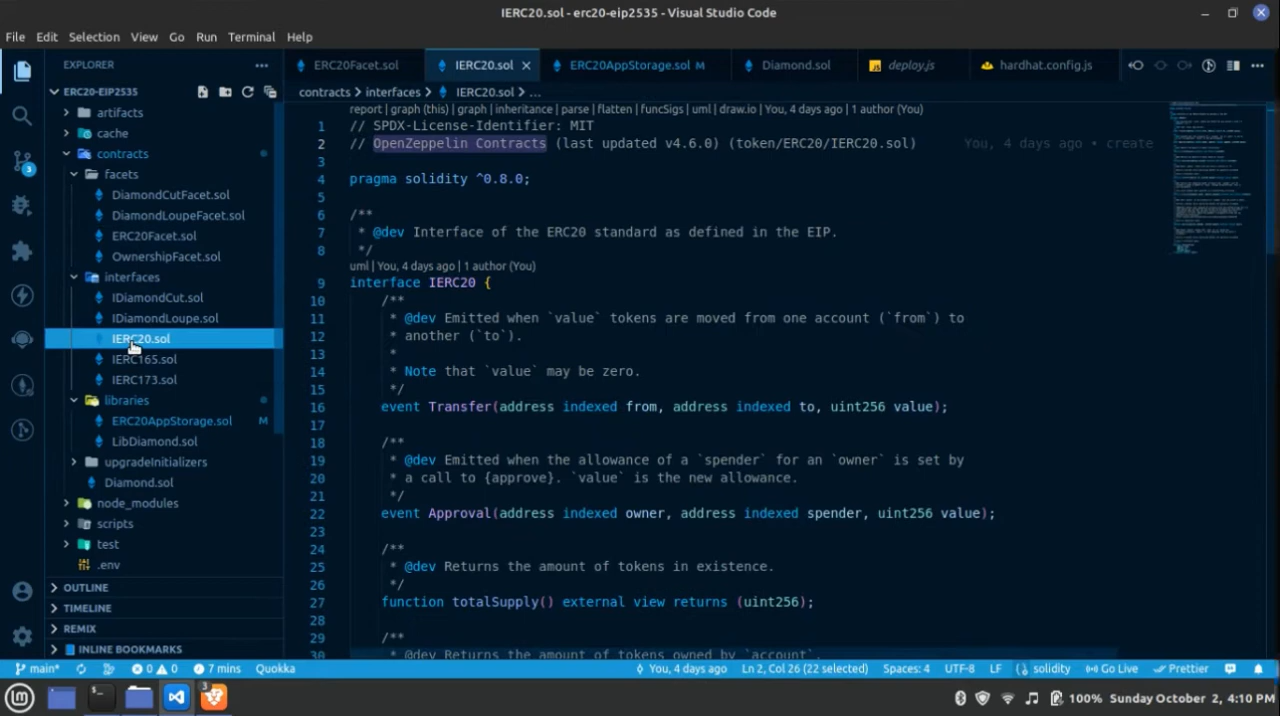 IERC20.sol - erc20-eip2535 - Visual Studio Code
File Edit Selection View Go Run Terminal Help
EXPLORER
ERC20Facet.sol IERC20.sol ERC20AppStorage.sol M Diamond.sol deploy.js hardhat.config.js
ERC20-EIP2535
contracts > interfaces > IERC20.sol > ...
artifacts
cache
contracts
facets
DiamondCutFacet.sol
DiamondLoupeFacet.sol
ERC20Facet.sol
OwnershipFacet.sol
interfaces
IDiamondCut.sol
IDiamondLoupe.sol
IERC20.sol
IERC165.sol
IERC173.sol
libraries
ERC20AppStorage.sol M
LibDiamond.sol
upgradeInitializers
Diamond.sol
node_modules
scripts
test
.env
OUTLINE
TIMELINE
REMIX
INLINE BOOKMARKS
report | graph (this) | graph | inheritance | parse | flatten | funcSigs | uml | draw.io | You, 4 days ago | 1 author (You)
1 // SPDX-License-Identifier: MIT
2 // OpenZeppelin (last updated v4.6.0) (token/ERC20/IERC20.sol) You, 4 days ago • create
3
4 pragma solidity
5
6 /**
7 * @dev Interface of the ERC20 standard as defined in the EIP.
8 */
uml | You, 4 days ago | 1 author (You)
9 interface IERC20 {
10 /**
11 * @dev Emitted when `value` tokens are moved from one account (`from`) to
12 * another (`to`).
13 *
14 * Note that `value` may be zero.
15 */
16 event Transfer(address indexed from, address indexed to, uint256 value);
17
18 /**
19 * @dev Emitted when the allowance of a `spender` for an `owner` is set by
20 * a call to {approve}. `value` is the new allowance.
21 */
22 event Approval(address indexed owner, address indexed spender, uint256 value);
23
24 /**
25 * @dev Returns the amount of tokens in existence.
26 */
27 function totalSupply() external view returns (uint256);
28
29 /**
30 * @dev Returns the amount of tokens owned by `account`.
main* 0 0 7 mins Quokka You, 4 days ago Ln 2, Col 26 (22 selected) Spaces: 4 UTF-8 LF solidity Go Live Prettier
3
3 100% Sunday October 2, 4:10 PM